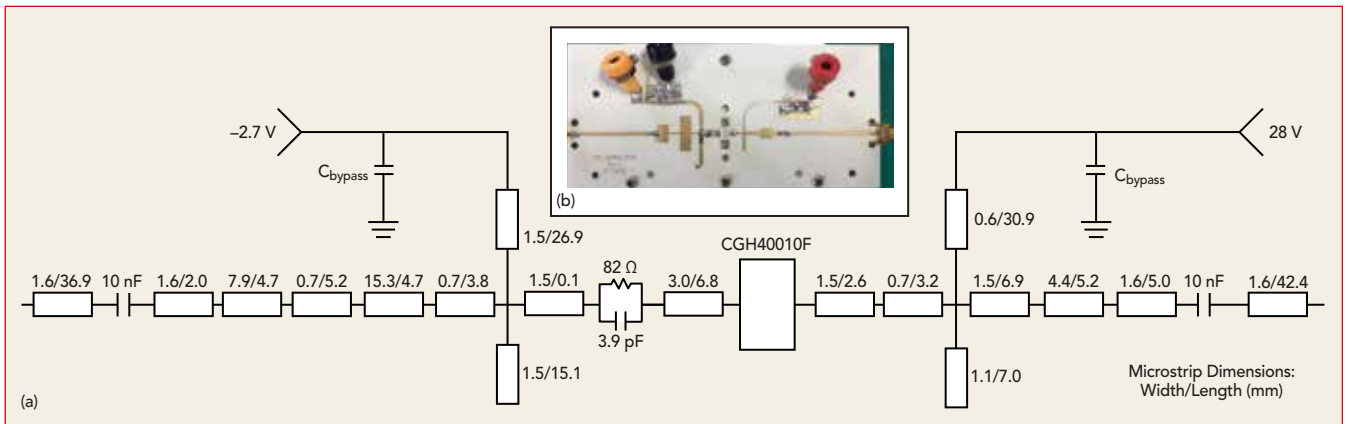 –2.7 V
C bypass
1.5/26.9
(b)
CGH40010F
0.6/30.9
C bypass
28 V
1.6/36.9
10 nF
1.6/2.0
7.9/4.7
0.7/5.2
15.3/4.7
0.7/3.8
1.5/0.1
82 Ω
3.9 pF
3.0/6.8
1.5/2.6
0.7/3.2
1.5/6.9
4.4/5.2
1.6/5.0
10 nF
1.6/42.4
1.5/15.1
1.1/7.0
Microstrip Dimensions:
Width/Length (mm)
(a)